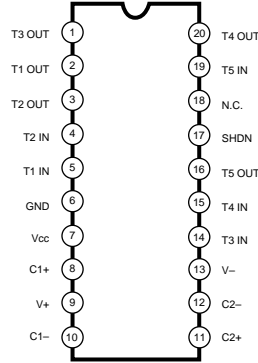 T3 OUT 1 20 T4 OUT
T1 OUT 2 19 T5 IN
T2 OUT 3 18 N.C.
T2 IN 4 17 SHDN
T1 IN 5 16 T5 OUT
GND 6 15 T4 IN
Vcc 7 14 T3 IN
C1+ 8 13 V–
V+ 9 12 C2–
C1– 10 11 C2+